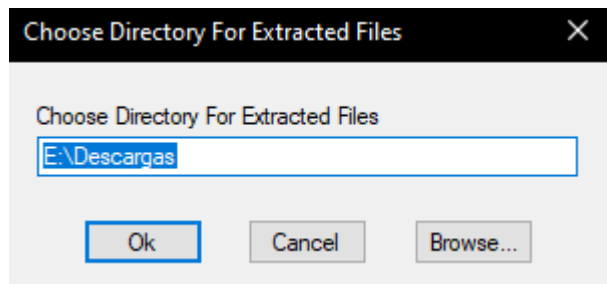 Choose Directory For Extracted Files
Choose Directory For Extracted Files
E:\Descargas
Ok Cancel Browse...